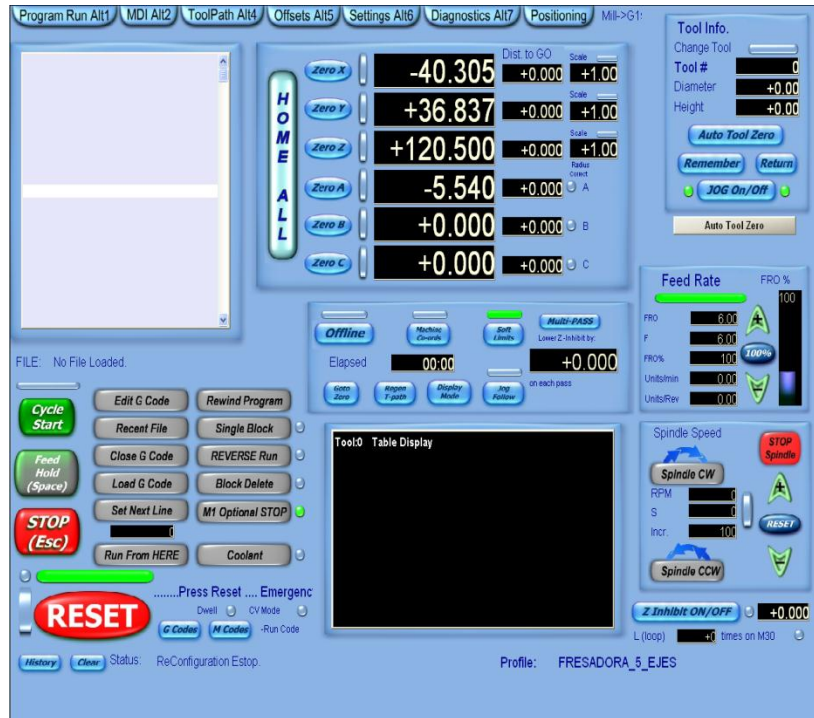 Program Run Alt1 MDI Alt2 ToolPath Alt4 Offsets Alt5 Settings Alt6 Diagnostics Alt7 Positioning Mill->G1
Tool Info.
Change Tool
Tool # 0
Diameter +0.00
Height +0.00
Auto Tool Zero
Remember Return
JOG On/Off
Auto Tool Zero
HOME ALL
Dist. to GO
Zero X -40.305 +0.000 Scale +1.00
Zero Y +36.837 +0.000 Scale +1.00
Zero Z +120.500 +0.000 Scale +1.00
Radius
Correct
Zero A -5.540 +0.000 A
Zero B +0.000 +0.000 B
Zero C +0.000 +0.000 C
Offline Machine Co-ords Soft Limits Multi-PASS
Lower Z-Inhibit by:
Elapsed 00:00 +0.000
on each pass
Goto Zero Regen T-path Display Mode Jog Follow
Feed Rate FRO %
100
FRO 6.00
F 6.00
FRO% 100 100%
Units/min 0.00
Units/Rev 0.00
FILE: No File Loaded.
Cycle Start
Feed Hold (Space)
STOP (Esc)
Edit G Code Rewind Program
Recent File Single Block
Close G Code REVERSE Run
Load G Code Block Delete
Set Next Line M1 Optional STOP
0
Run From HERE Coolant
Tool:0 Table Display
Spindle Speed
STOP Spindle
Spindle CW
RPM 0
S 0
Incr. 100 RESET
Spindle CCW
RESET
........Press Reset .... Emergenc
Dwell CV Mode
G Codes M Codes -Run Code
Z Inhibit ON/OFF +0.000
L (loop) +0 times on M30
History Clear Status: ReConfiguration Estop.
Profile: FRESADORA_5_EJES